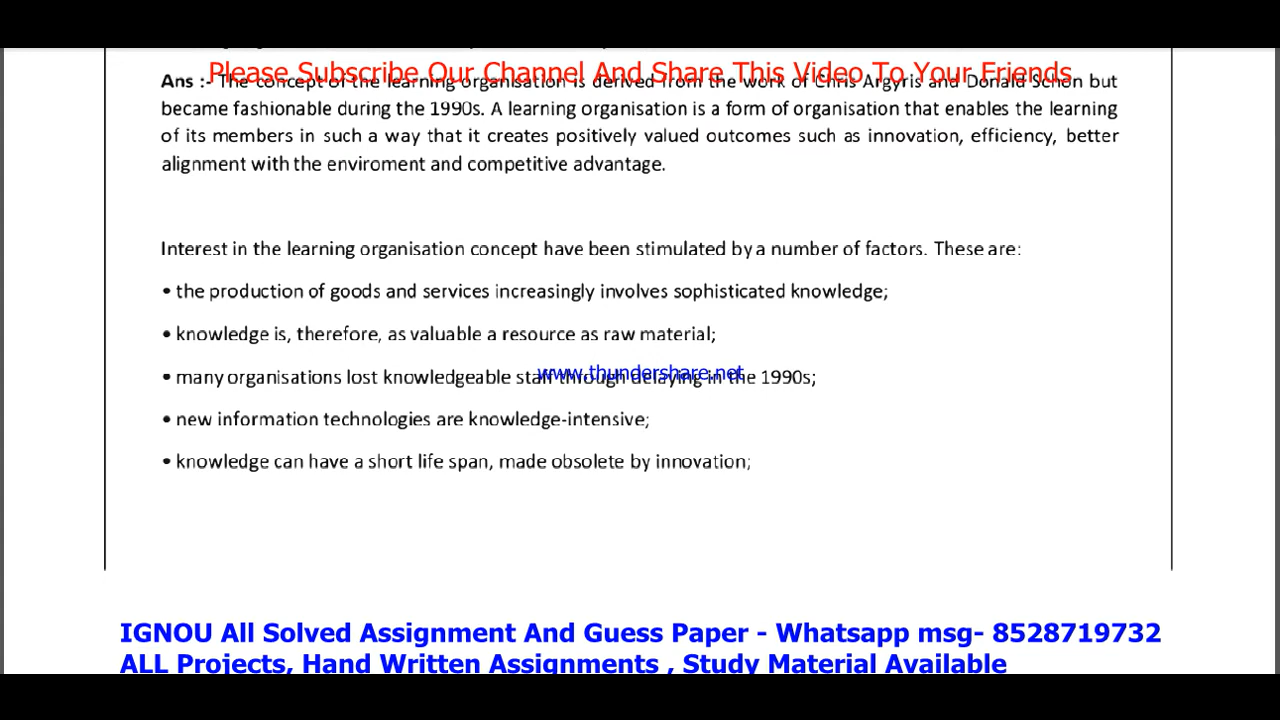 Please Subscribe Our Channel And Share This Video To Your Friends
Ans :- The concept of the learning organisation is derived from the work of Chris Argyris and Donald Schon but
became fashionable during the 1990s. A learning organisation is a form of organisation that enables the learning
of its members in such a way that it creates positively valued outcomes such as innovation, efficiency, better
alignment with the enviroment and competitive advantage.
Interest in the learning organisation concept have been stimulated by a number of factors. These are:
• the production of goods and services increasingly involves sophisticated knowledge;
• knowledge is, therefore, as valuable a resource as raw material;
• many organisations lost knowledgeable staff through delaying in the 1990s;
www.thundershare.net
• new information technologies are knowledge-intensive;
• knowledge can have a short life span, made obsolete by innovation;
IGNOU All Solved Assignment And Guess Paper - Whatsapp msg- 8528719732
ALL Projects, Hand Written Assignments , Study Material Available